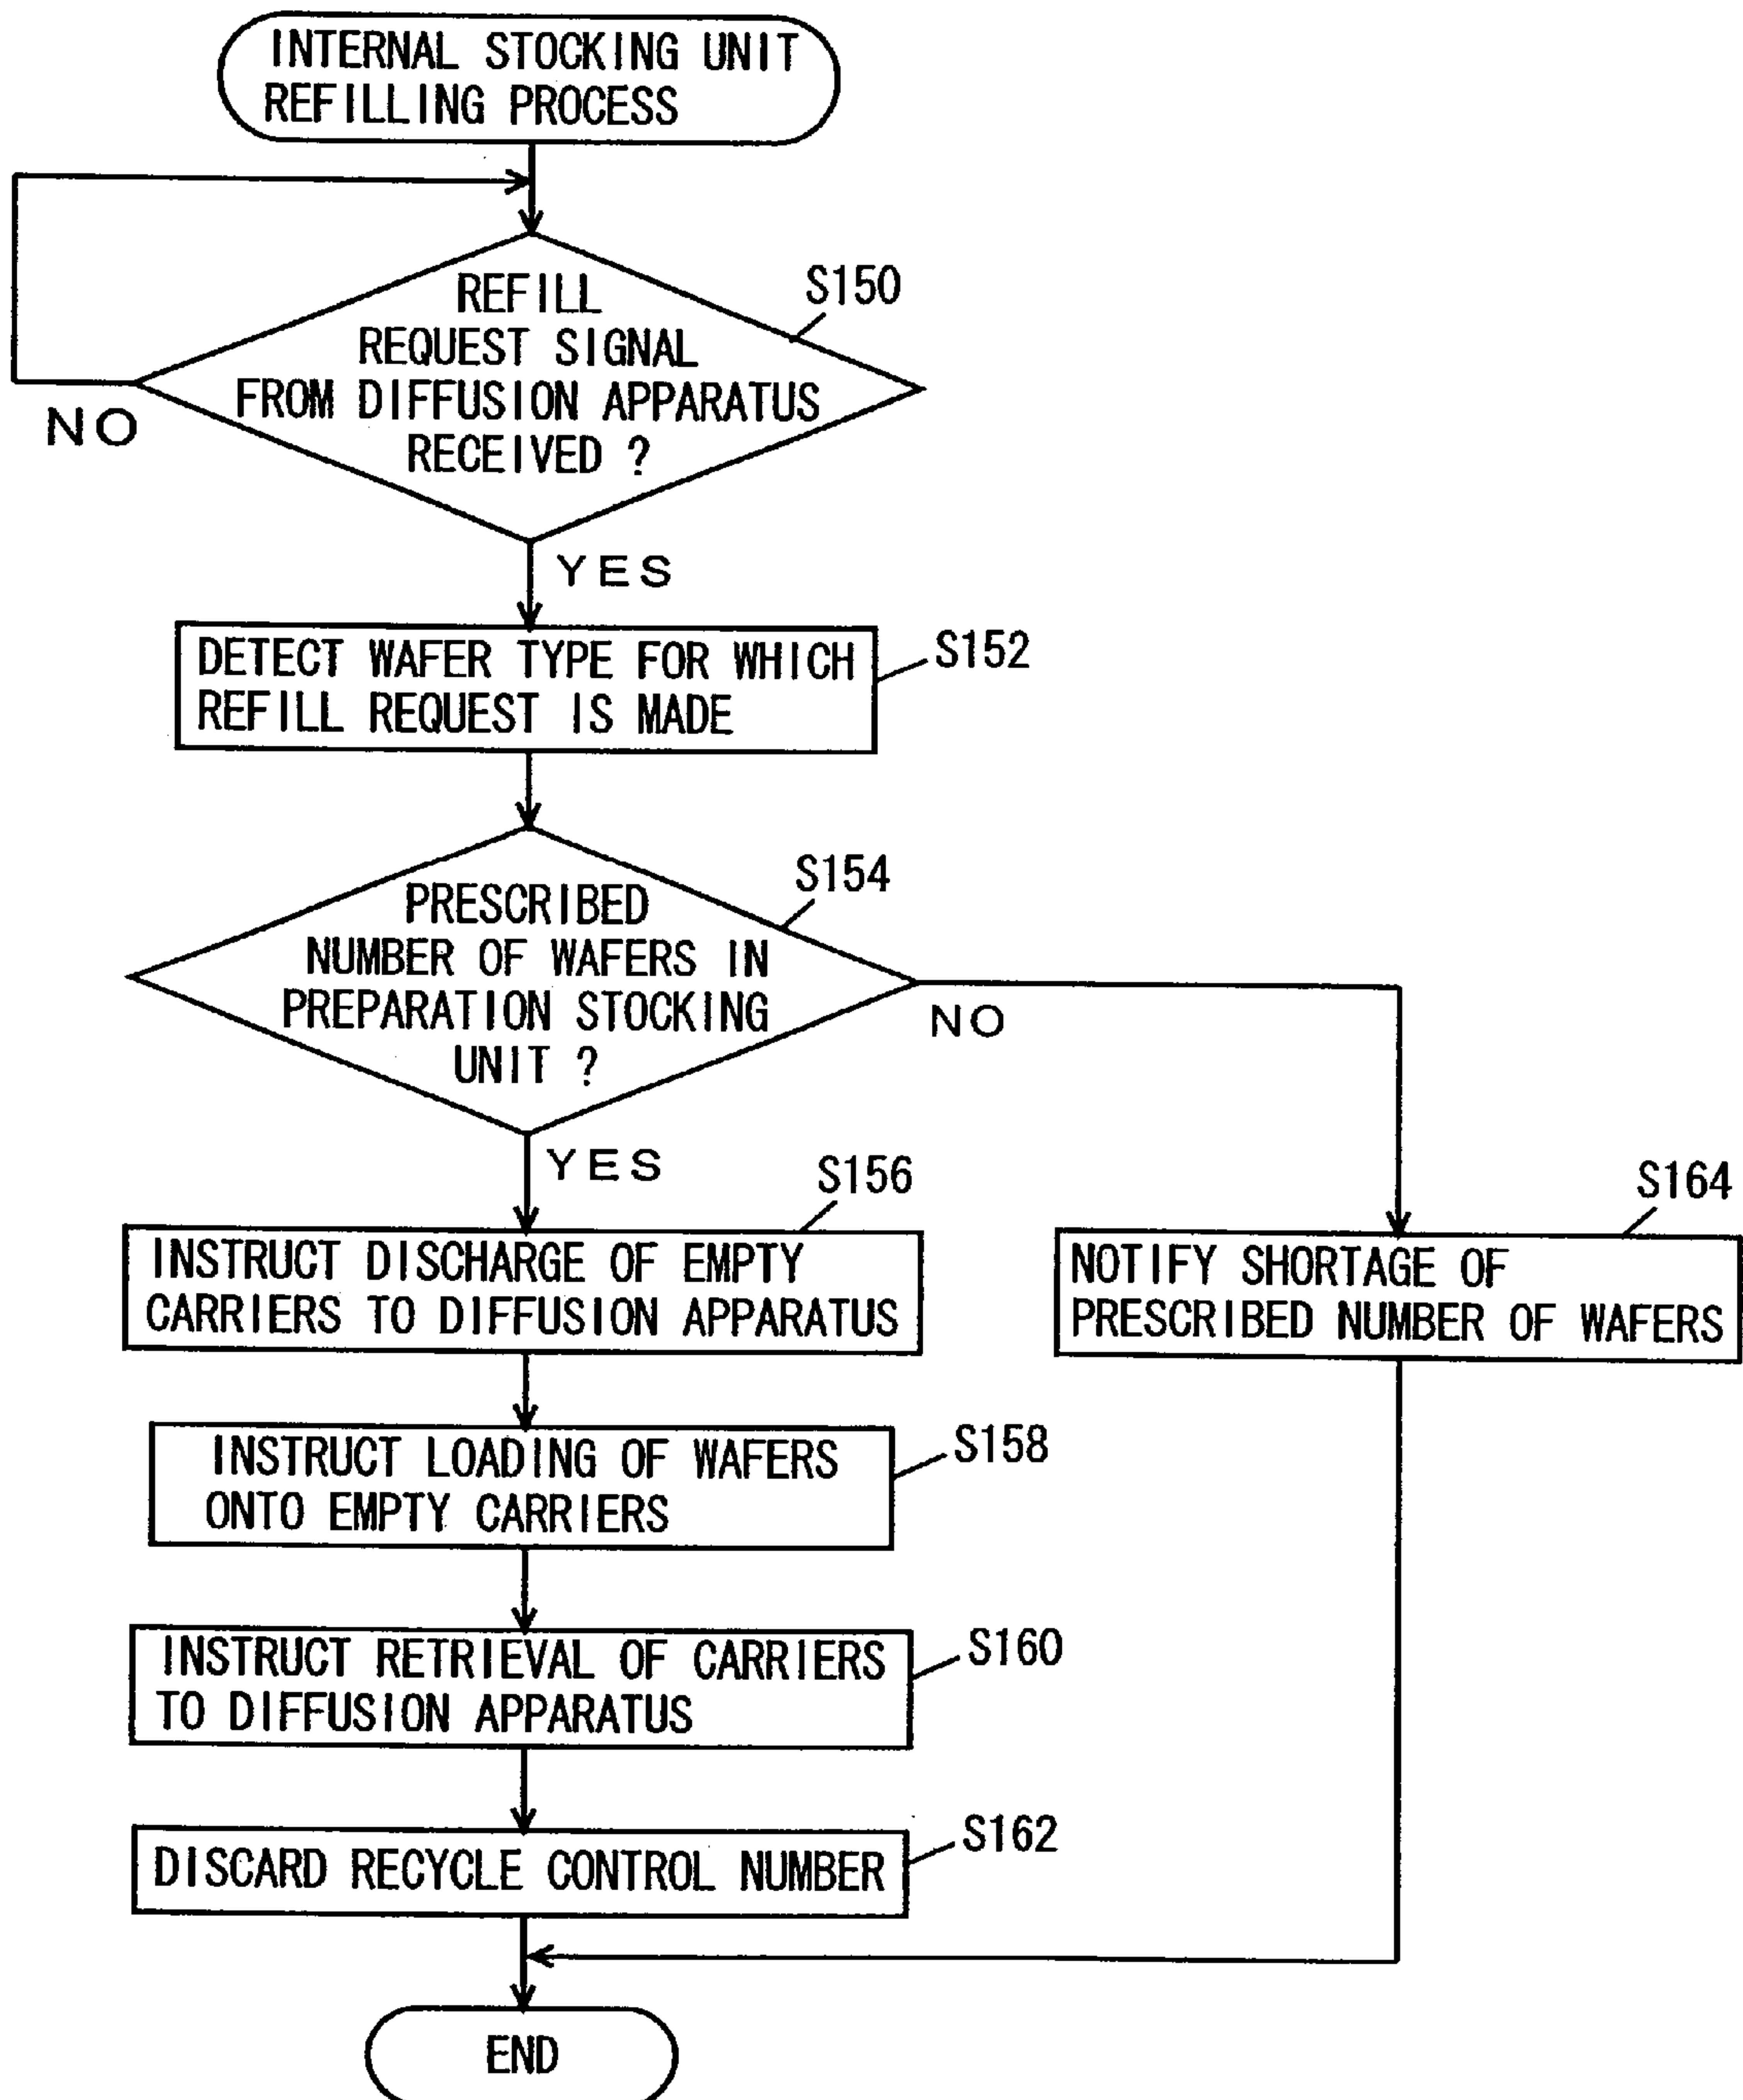 INTERNAL STOCKING UNIT
REFILLING PROCESS
REFILL
REQUEST SIGNAL
FROM DIFFUSION APPARATUS
RECEIVED ?
S150
NO
YES
DETECT WAFER TYPE FOR WHICH
REFILL REQUEST IS MADE
S152
PRESCRIBED
NUMBER OF WAFERS IN
PREPARATION STOCKING
UNIT ?
S154
NO
YES
S156
INSTRUCT DISCHARGE OF EMPTY
CARRIERS TO DIFFUSION APPARATUS
S164
NOTIFY SHORTAGE OF
PRESCRIBED NUMBER OF WAFERS
INSTRUCT LOADING OF WAFERS
ONTO EMPTY CARRIERS
S158
INSTRUCT RETRIEVAL OF CARRIERS
TO DIFFUSION APPARATUS
S160
DISCARD RECYCLE CONTROL NUMBER
S162
END